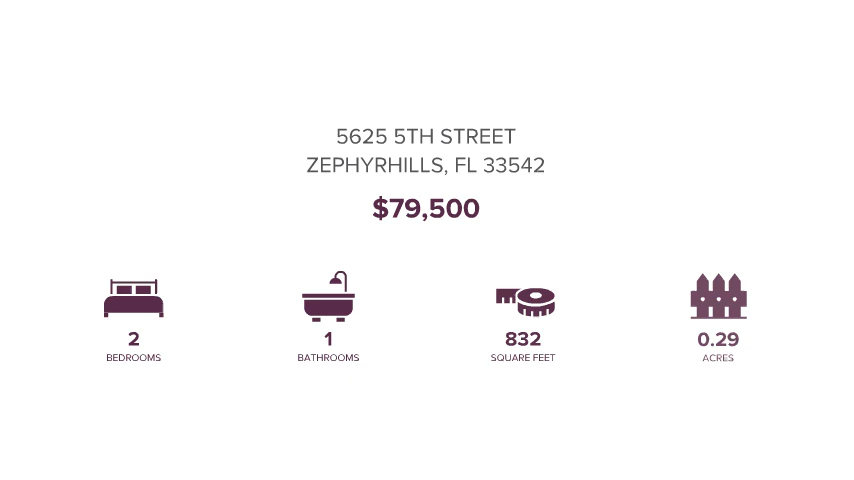 5625 5TH STREET
ZEPHYRHILLS, FL 33542
$79,500
2
BEDROOMS
1
BATHROOMS
832
SQUARE FEET
0.29
ACRES